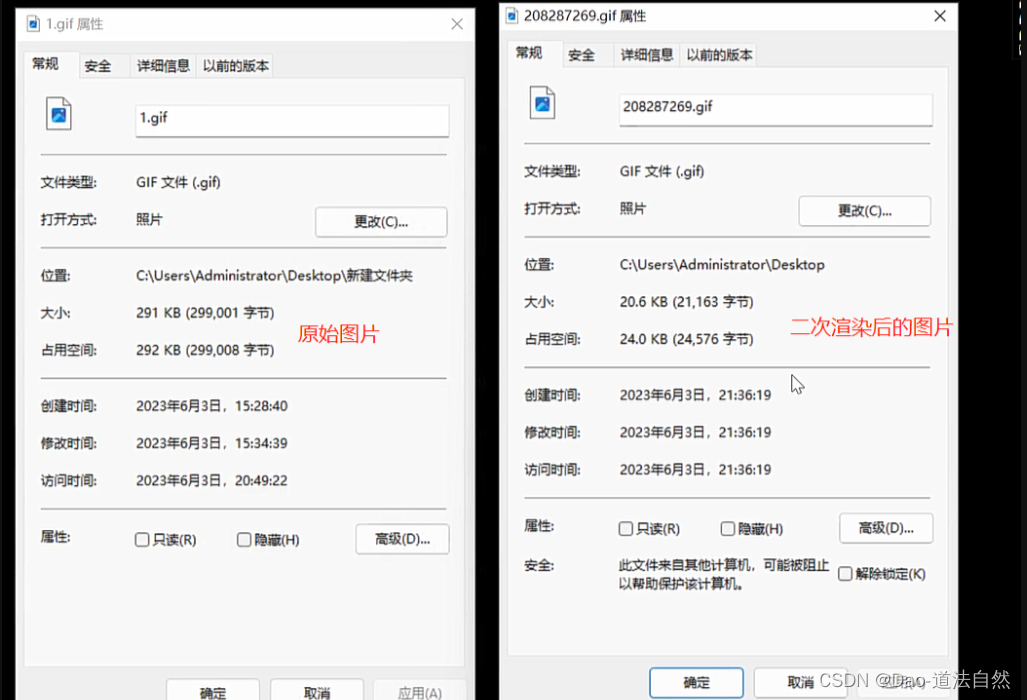 1.gif 属性
常规 安全 详细信息 以前的版本
1.gif
文件类型: GIF 文件 (.gif)
打开方式: 照片 更改(C)...
位置: C:\Users\Administrator\Desktop\新建文件夹
大小: 291 KB (299,001 字节)
原始图片
占用空间: 292 KB (299,008 字节)
创建时间: 2023年6月3日，15:28:40
修改时间: 2023年6月3日，15:34:39
访问时间: 2023年6月3日，20:49:22
属性: 只读(R) 隐藏(H) 高级(D)...
确定 取消 应用(A)
208287269.gif 属性
常规 安全 详细信息 以前的版本
208287269.gif
文件类型: GIF 文件 (.gif)
打开方式: 照片 更改(C)...
位置: C:\Users\Administrator\Desktop
大小: 20.6 KB (21,163 字节)
二次渲染后的图片
占用空间: 24.0 KB (24,576 字节)
创建时间: 2023年6月3日，21:36:19
修改时间: 2023年6月3日，21:36:19
访问时间: 2023年6月3日，21:36:19
属性: 只读(R) 隐藏(H) 高级(D)...
安全: 此文件来自其他计算机，可能被阻止
以帮助保护该计算机。 解除锁定(K)
确定 取消
CSDN @Dao-道法自然